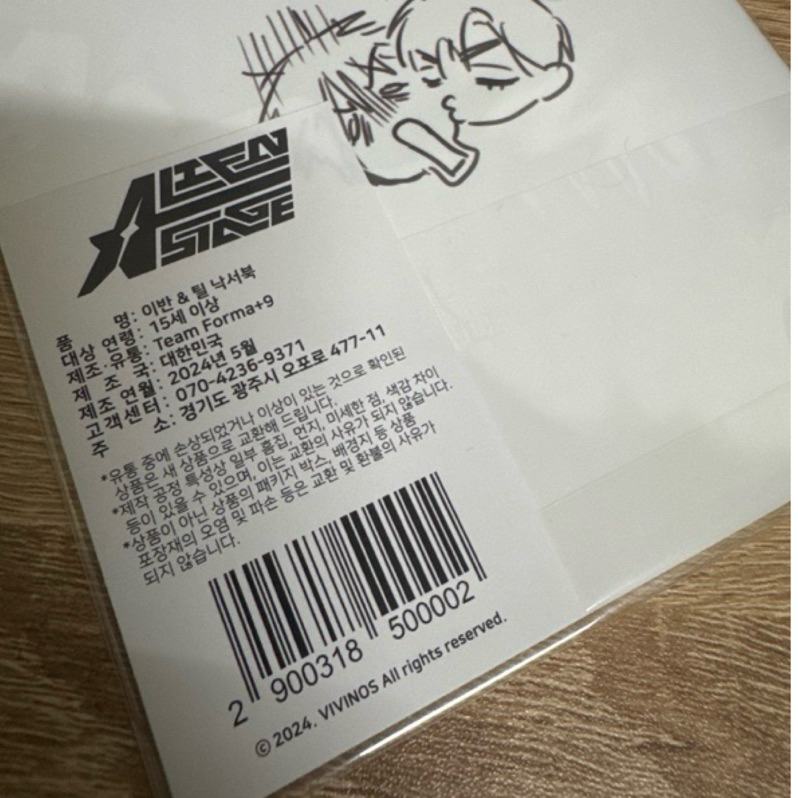 ALIEN
STAGE
품 명: 이반 & 틸 낙서북
대상 연령: 15세 이상
제조·유통: Team Forma+9
제 조 국: 대한민국
제조 연월: 2024년 5월
고객센터: 070-4236-9371
주 소: 경기도 광주시 오포로 477-11
*유통 중에 손상되었거나 이상이 있는 것으로 확인된
상품은 새 상품으로 교환해 드립니다.
*제작 공정 특성상 일부 흠집, 먼지, 미세한 점, 색감 차이
등이 있을 수 있으며, 이는 교환의 사유가 되지 않습니다.
*상품이 아닌 상품의 패키지 박스, 배경지 등 상품
포장재의 오염 및 파손 등은 교환 및 환불의 사유가
되지 않습니다.
2 900318 500002
© 2024. VIVINOS All rights reserved.